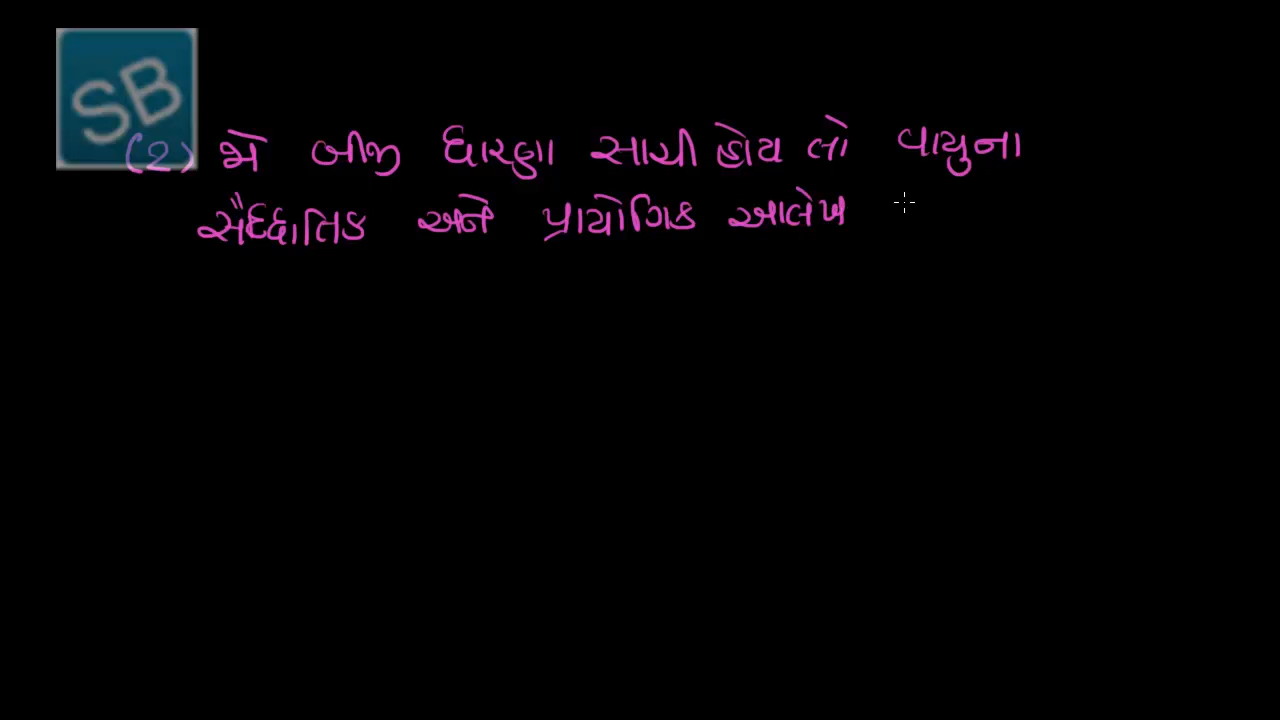 SB
(2) જો બીજી ધારણા સાચી હોય તો વાયુના
સૈદ્ધાંતિક અને પ્રાયોગિક આલેખ